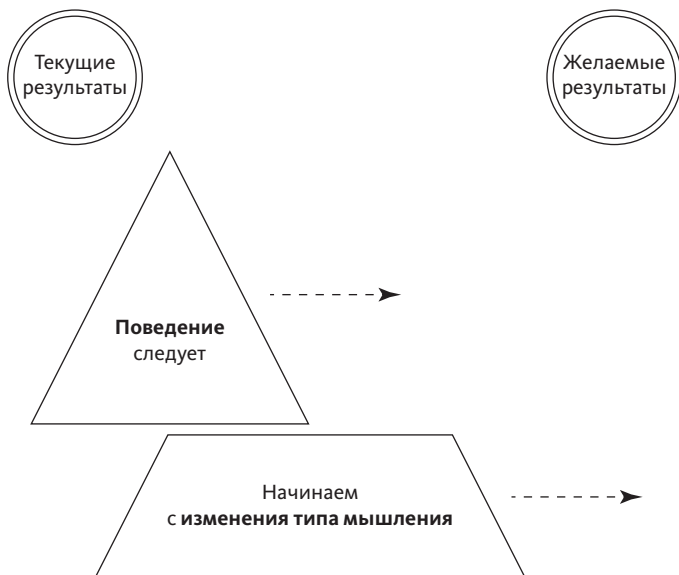 Текущие
результаты
Желаемые
результаты
Поведение
следует
Начинаем
с изменения типа мышления